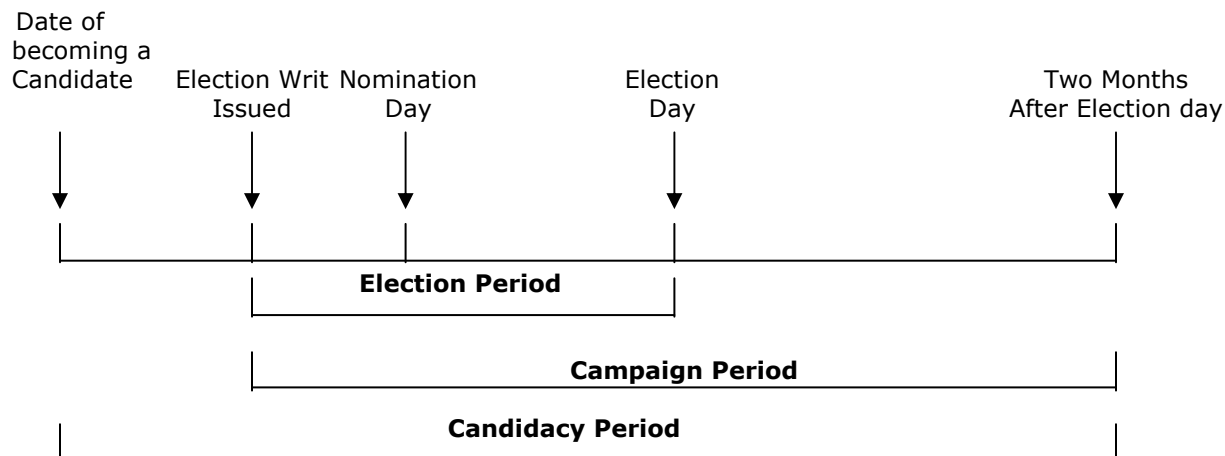 Date of
becoming a
Candidate
Election Writ
Issued
Nomination
Day
Election
Day
Two Months
After Election day
Election Period
Campaign Period
Candidacy Period